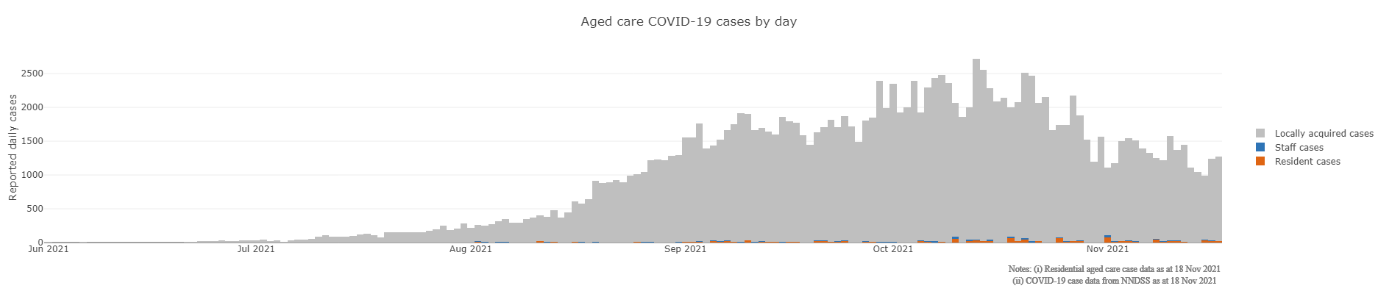 Aged care COVID-19 cases by day
Reported daily cases
2500
2000
1500
1000
500
0
Jun 2021
Jul 2021
Aug 2021
Sep 2021
Oct 2021
Nov 2021
Locally acquired cases
Staff cases
Resident cases
Notes: (i) Residential aged care case data as at 18 Nov 2021
(ii) COVID-19 case data from NNDSS as at 18 Nov 2021